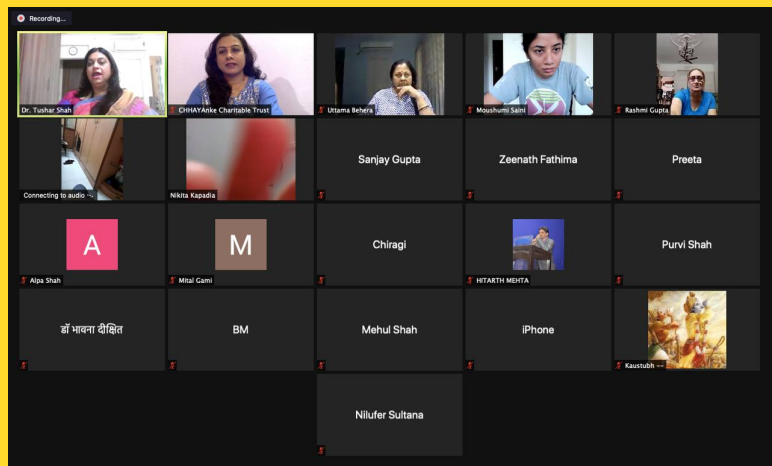 Recording...
Dr. Tushar Shah
CHHAYAnke Charitable Trust
Uttama Behera
Moushumi Saini
Rashmi Gupta
Connecting to audio ···
Nikita Kapadia
Sanjay Gupta
Zeenath Fathima
Preeta
A
Alpa Shah
M
Mital Gami
Chiragi
HITARTH MEHTA
Purvi Shah
डॉ भावना दीक्षित
BM
Mehul Shah
iPhone
Kaustubh ~~
Nilufer Sultana